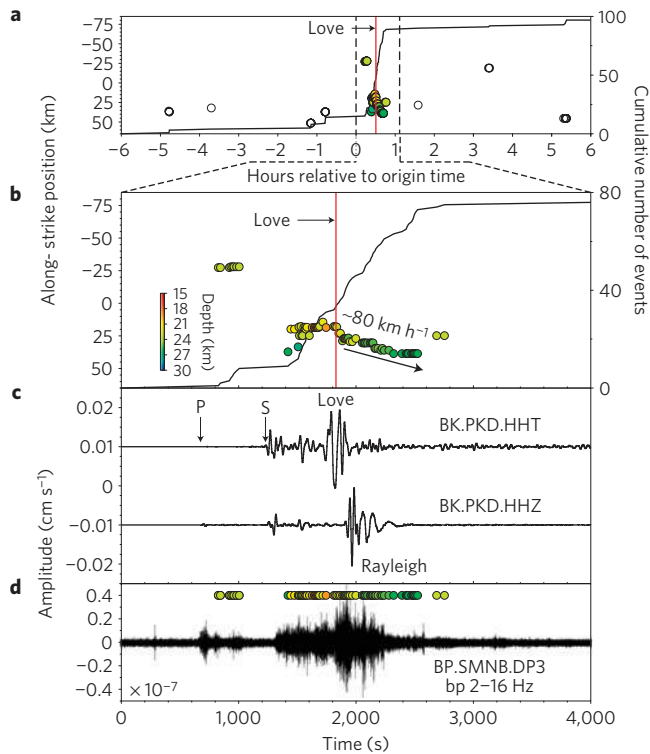 a
Love
−75
−50
−25
0
25
50
100
75
50
25
0
−6 −5 −4 −3 −2 −1 0 1 2 3 4 5 6
Hours relative to origin time
Along- strike position (km)
Cumulative number of events
b
Love
−75
−50
−25
0
25
50
80
60
40
20
0
15
18
21
24
27
30
Depth (km)
~80 km h⁻¹
c
P
S
Love
BK.PKD.HHT
BK.PKD.HHZ
Rayleigh
0.02
0.01
0
−0.01
−0.02
Amplitude (cm s⁻¹)
d
0.4
0.2
0
−0.2
−0.4
×10⁻⁷
BP.SMNB.DP3
bp 2–16 Hz
0 1,000 2,000 3,000 4,000
Time (s)